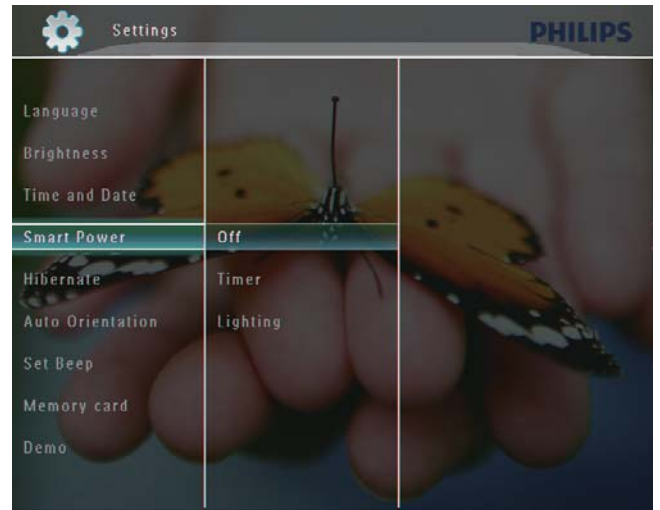 Settings
PHILIPS
Language
Brightness
Time and Date
Smart Power
Hibernate
Auto Orientation
Set Beep
Memory card
Demo
Off
Timer
Lighting